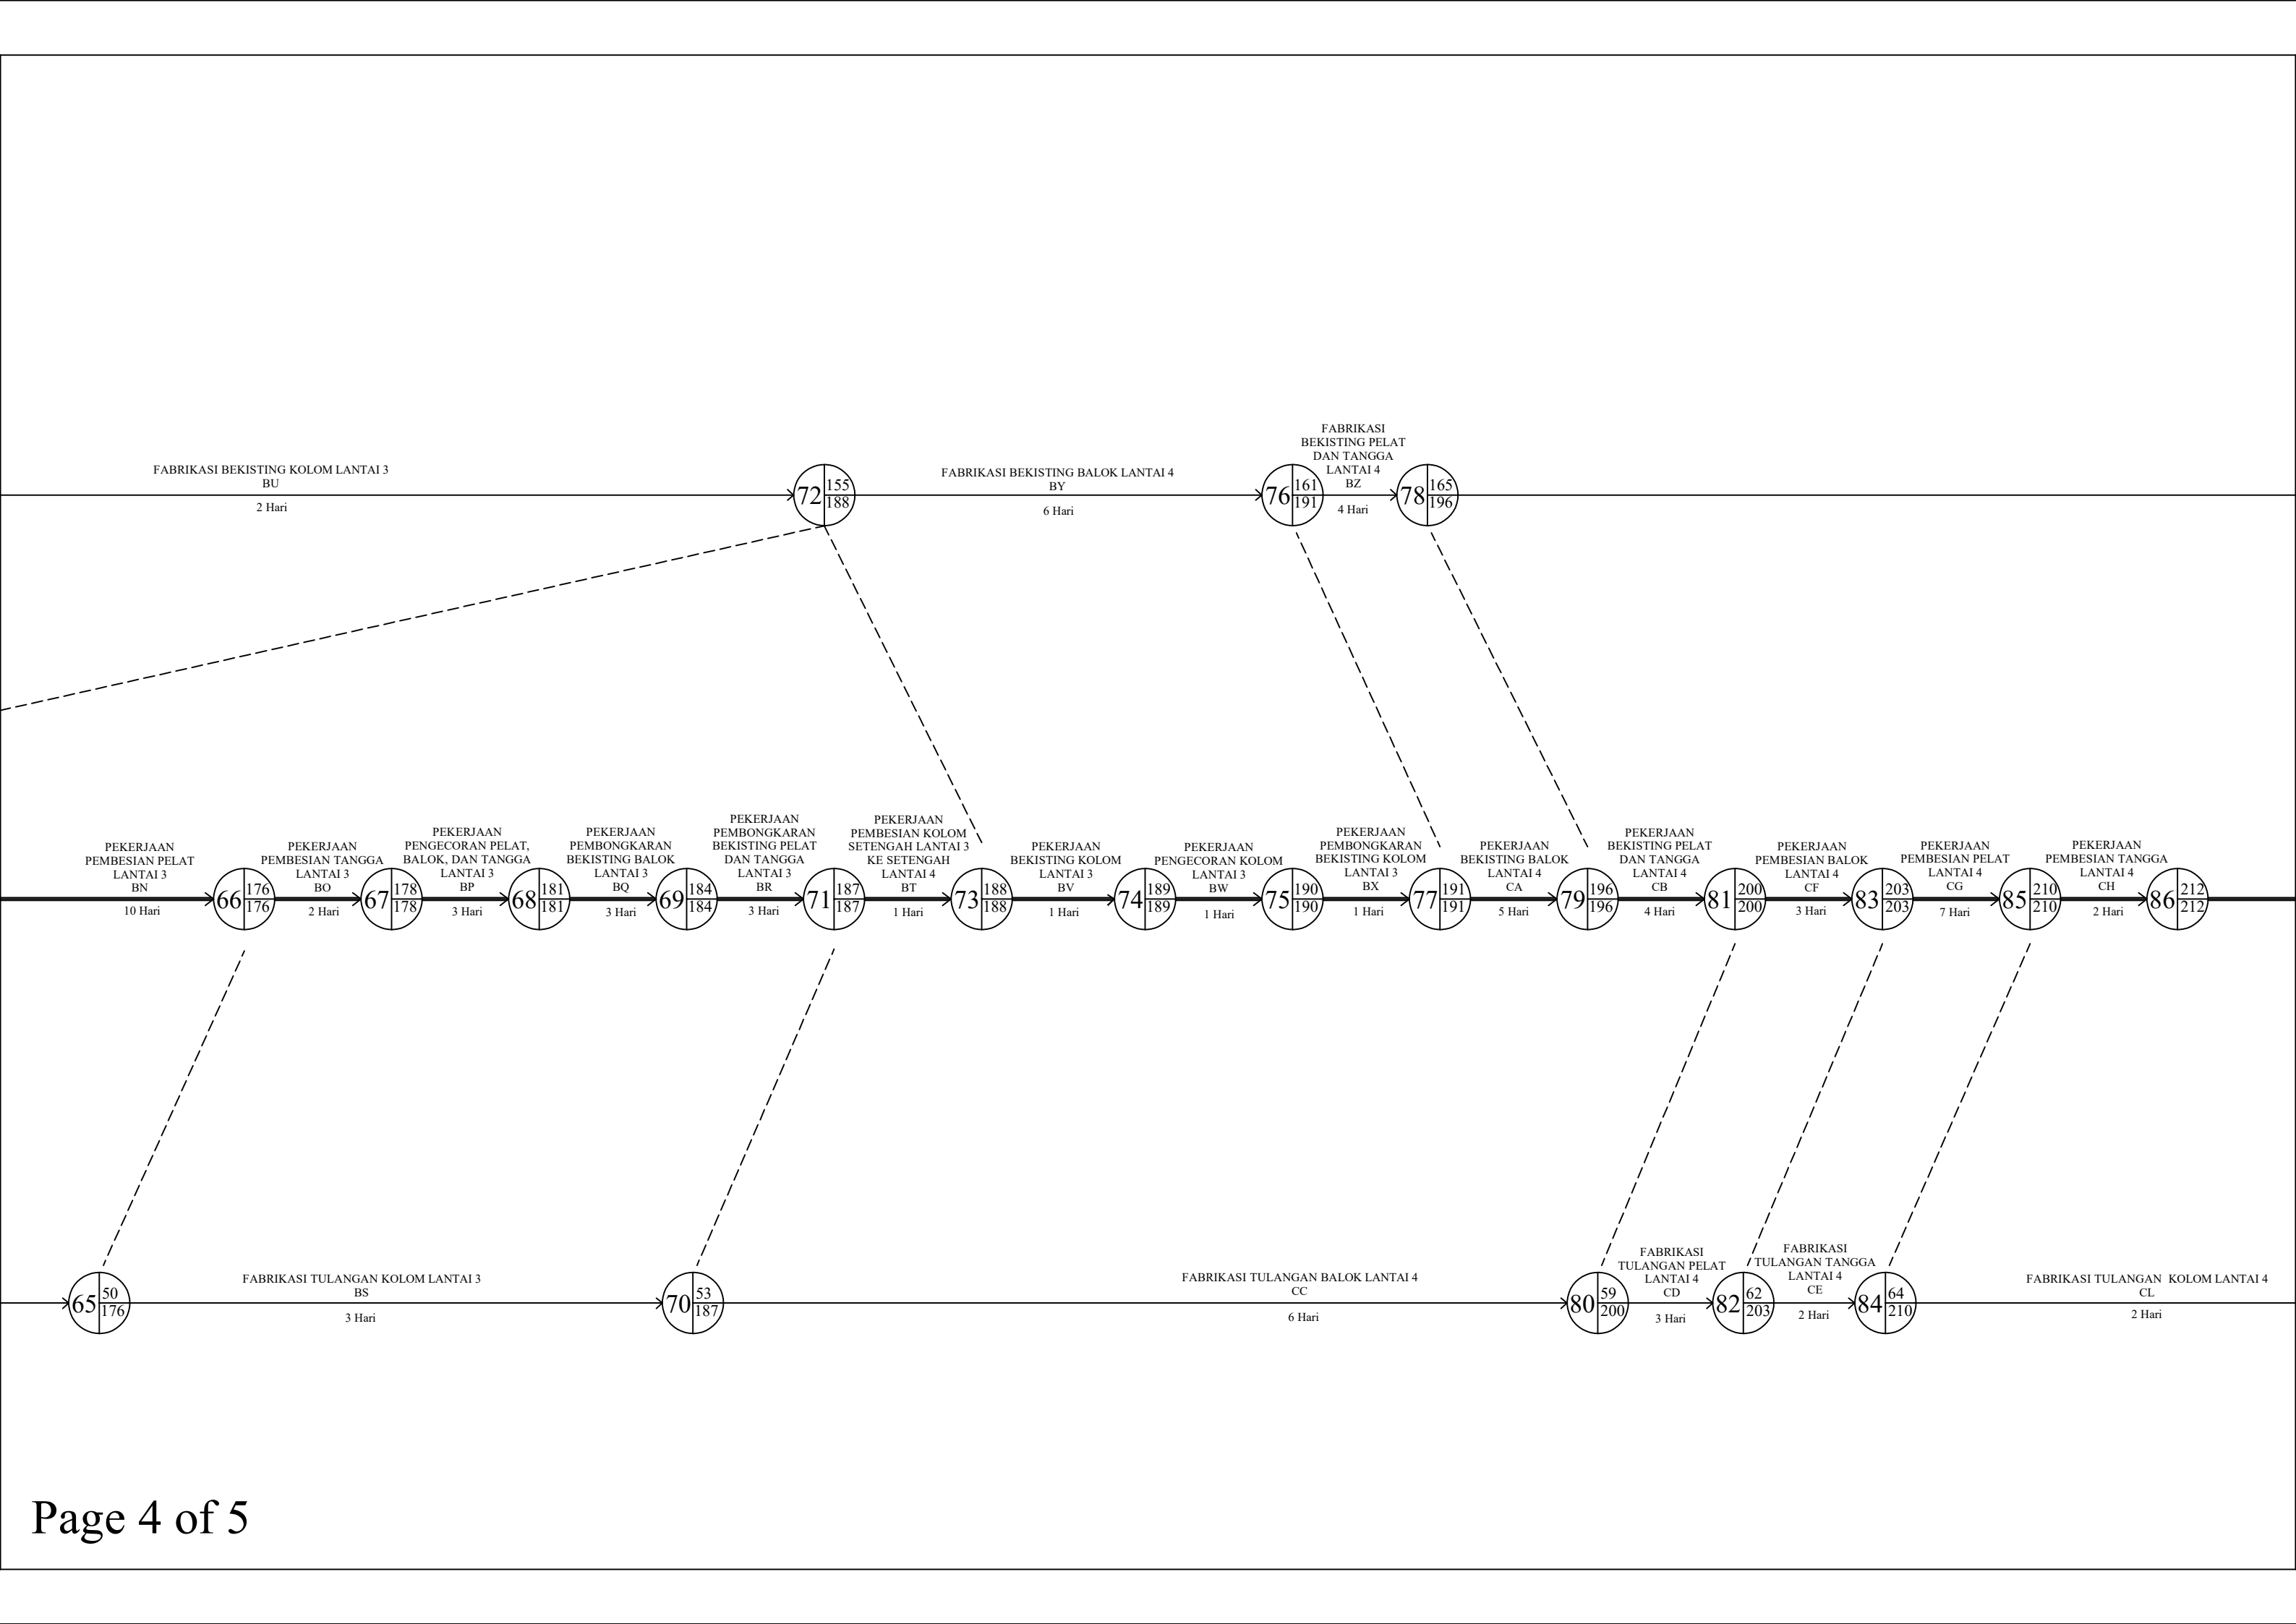 FABRIKASI BEKISTING KOLOM LANTAI 3
BU
2 Hari
72
155
188
FABRIKASI BEKISTING BALOK LANTAI 4
BY
6 Hari
76
161
191
FABRIKASI
BEKISTING PELAT
DAN TANGGA
LANTAI 4
BZ
4 Hari
78
165
196
PEKERJAAN
PEMBESIAN PELAT
LANTAI 3
BN
10 Hari
66
176
176
PEKERJAAN
PEMBESIAN TANGGA
LANTAI 3
BO
2 Hari
67
178
178
PEKERJAAN
PENGECORAN PELAT,
BALOK, DAN TANGGA
LANTAI 3
BP
3 Hari
68
181
181
PEKERJAAN
PEMBONGKARAN
BEKISTING BALOK
LANTAI 3
BQ
3 Hari
69
184
184
PEKERJAAN
PEMBONGKARAN
BEKISTING PELAT
DAN TANGGA
LANTAI 3
BR
3 Hari
71
187
187
PEKERJAAN
PEMBESIAN KOLOM
SETENGAH LANTAI 3
KE SETENGAH
LANTAI 4
BT
1 Hari
73
188
188
PEKERJAAN
BEKISTING KOLOM
LANTAI 3
BV
1 Hari
74
189
189
PEKERJAAN
PENGECORAN KOLOM
LANTAI 3
BW
1 Hari
75
190
190
PEKERJAAN
PEMBONGKARAN
BEKISTING KOLOM
LANTAI 3
BX
1 Hari
77
191
191
PEKERJAAN
BEKISTING BALOK
LANTAI 4
CA
5 Hari
79
196
196
PEKERJAAN
BEKISTING PELAT
DAN TANGGA
LANTAI 4
CB
4 Hari
81
200
200
PEKERJAAN
PEMBESIAN BALOK
LANTAI 4
CF
3 Hari
83
203
203
PEKERJAAN
PEMBESIAN PELAT
LANTAI 4
CG
7 Hari
85
210
210
PEKERJAAN
PEMBESIAN TANGGA
LANTAI 4
CH
2 Hari
86
212
212
65
50
176
FABRIKASI TULANGAN KOLOM LANTAI 3
BS
3 Hari
70
53
187
FABRIKASI TULANGAN BALOK LANTAI 4
CC
6 Hari
80
59
200
FABRIKASI
TULANGAN PELAT
LANTAI 4
CD
3 Hari
82
62
203
FABRIKASI
TULANGAN TANGGA
LANTAI 4
CE
2 Hari
84
64
210
FABRIKASI TULANGAN KOLOM LANTAI 4
CL
2 Hari
Page 4 of 5